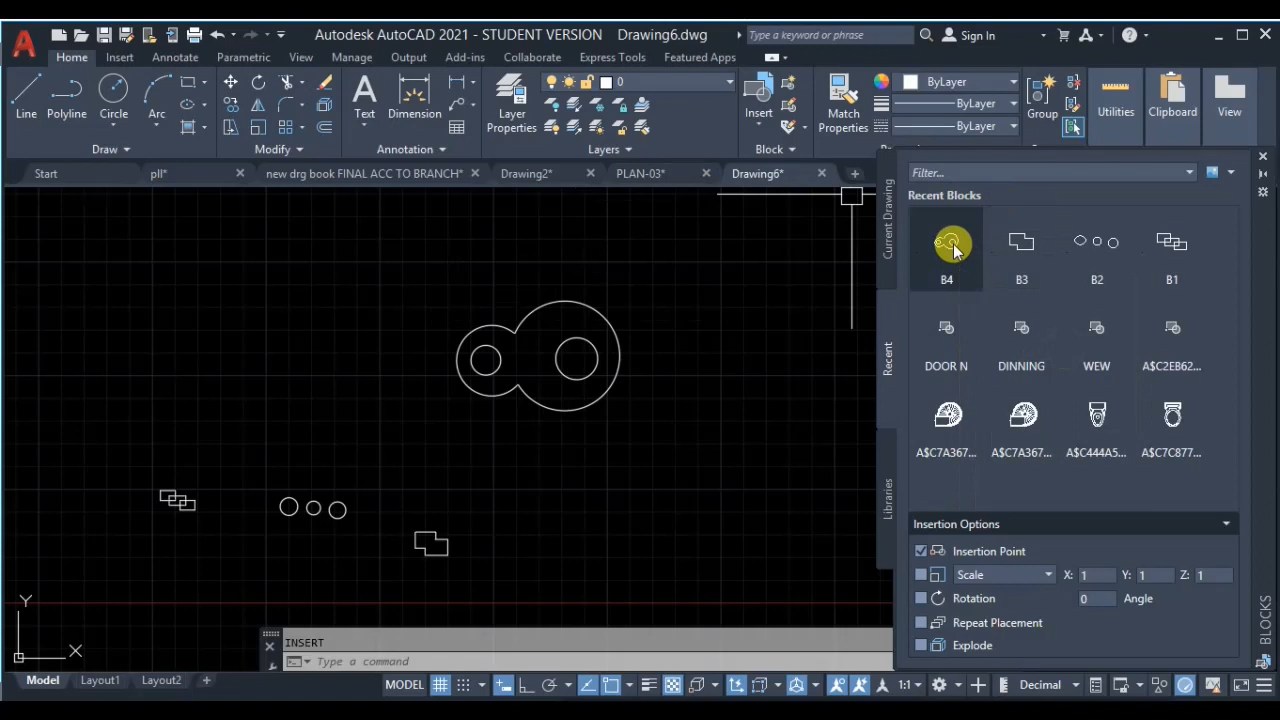 Autodesk AutoCAD 2021 - STUDENT VERSION Drawing6.dwg Type a keyword or phrase Sign In
Home Insert Annotate Parametric View Manage Output Add-ins Collaborate Express Tools Featured Apps
0
ByLayer
ByLayer
ByLayer
Line Polyline Circle Arc Text Dimension Layer Properties Insert Match Properties Group Utilities Clipboard View
Draw Modify Annotation Layers Block
Start pll* new drg book FINAL ACC TO BRANCH* Drawing2* PLAN-03* Drawing6*
Filter...
Recent Blocks
Current Drawing
Recent
Libraries
B4 B3 B2 B1
DOOR N DINNING WEW A$C2EB62...
A$C7A367... A$C7A367... A$C444A5... A$C7C877...
Insertion Options
Insertion Point
Scale X: 1 Y: 1 Z: 1
Rotation 0 Angle
Repeat Placement
Explode
BLOCKS
Y
X
INSERT
Type a command
Model Layout1 Layout2 + MODEL 1:1 Decimal